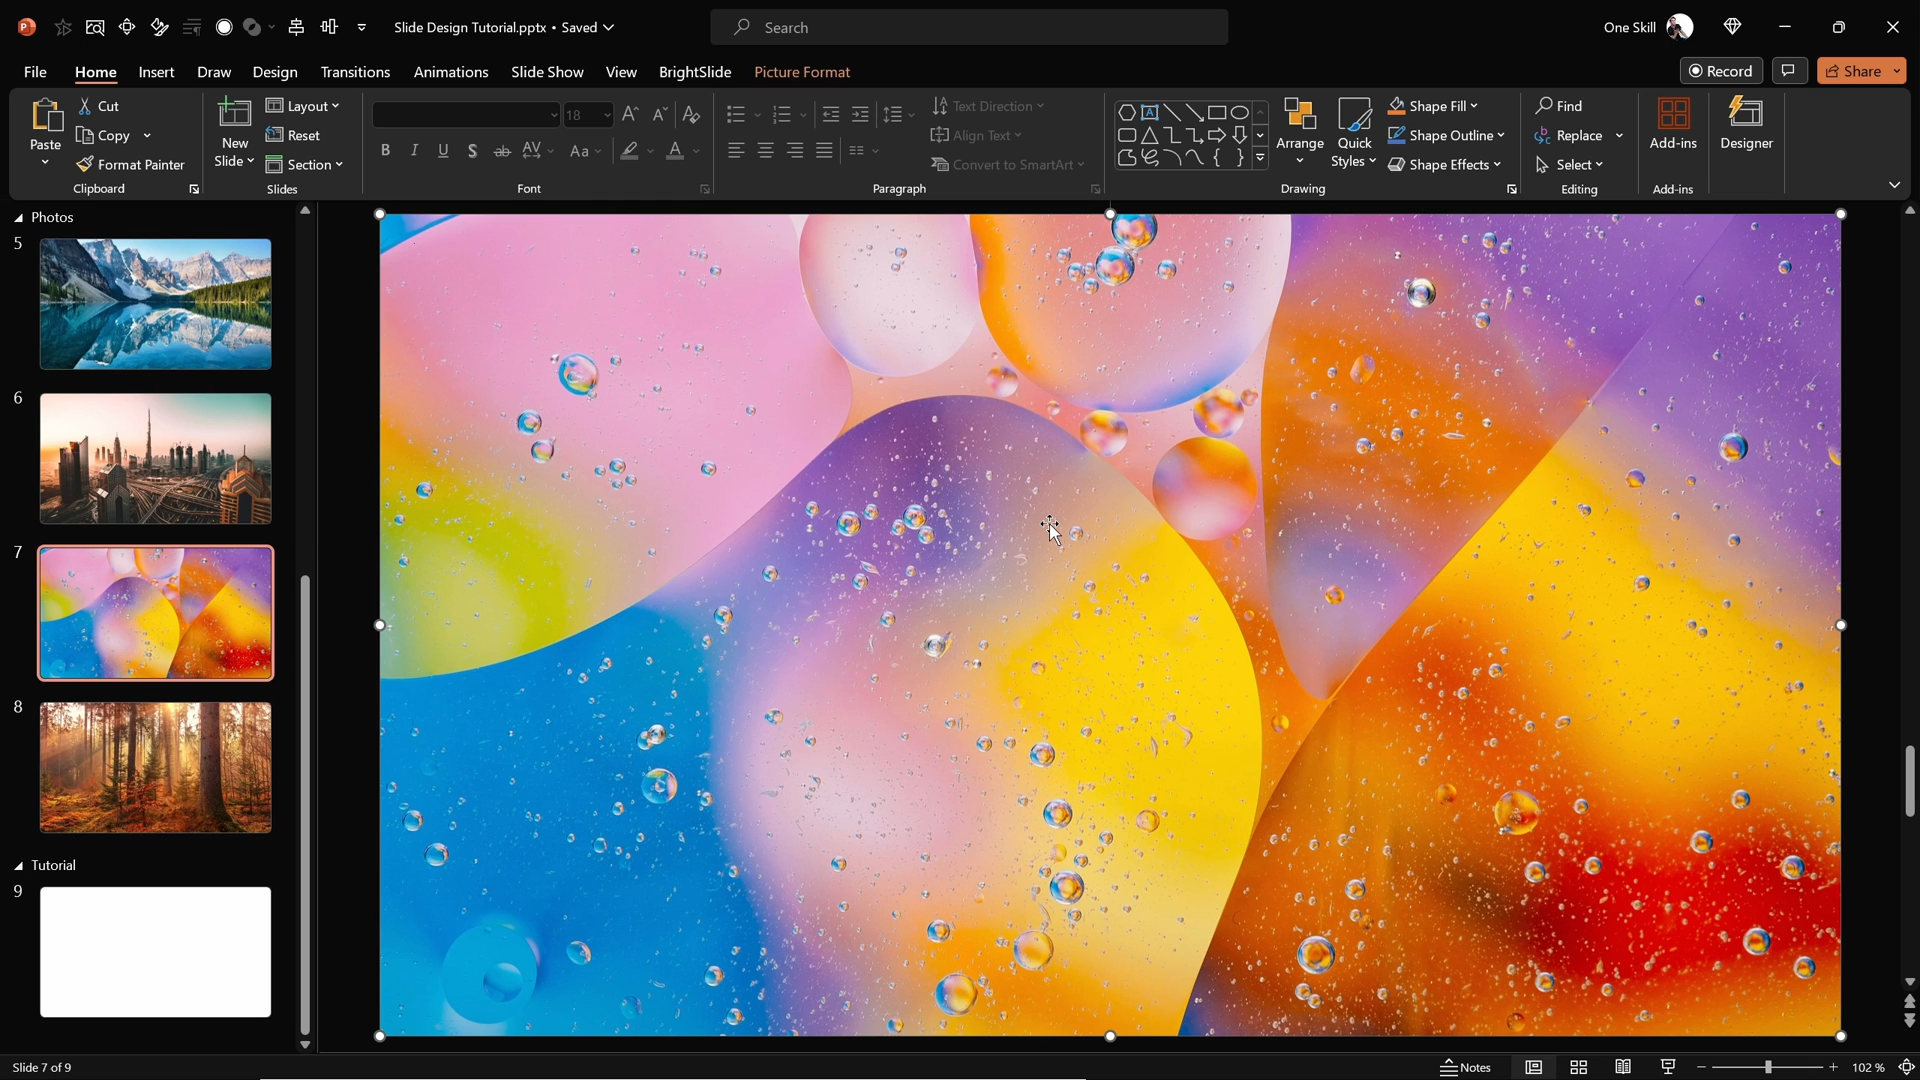 Slide Design Tutorial.pptx • Saved
Search
One Skill
File Home Insert Draw Design Transitions Animations Slide Show View BrightSlide Picture Format
Record
Share
Paste
Cut
Copy
Format Painter
Clipboard
New Slide
Layout
Reset
Section
Slides
18
B I U S ab AV Aa A
Font
Text Direction
Align Text
Convert to SmartArt
Paragraph
Arrange
Quick Styles
Shape Fill
Shape Outline
Shape Effects
Drawing
Find
Replace
Select
Editing
Add-ins
Add-ins
Designer
Photos
5
6
7
8
Tutorial
9
Slide 7 of 9
Notes
102 %